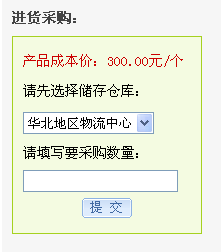 进货采购：
产品成本价：300.00元/个
请先选择储存仓库：
华北地区物流中心
请填写要采购数量：
提 交